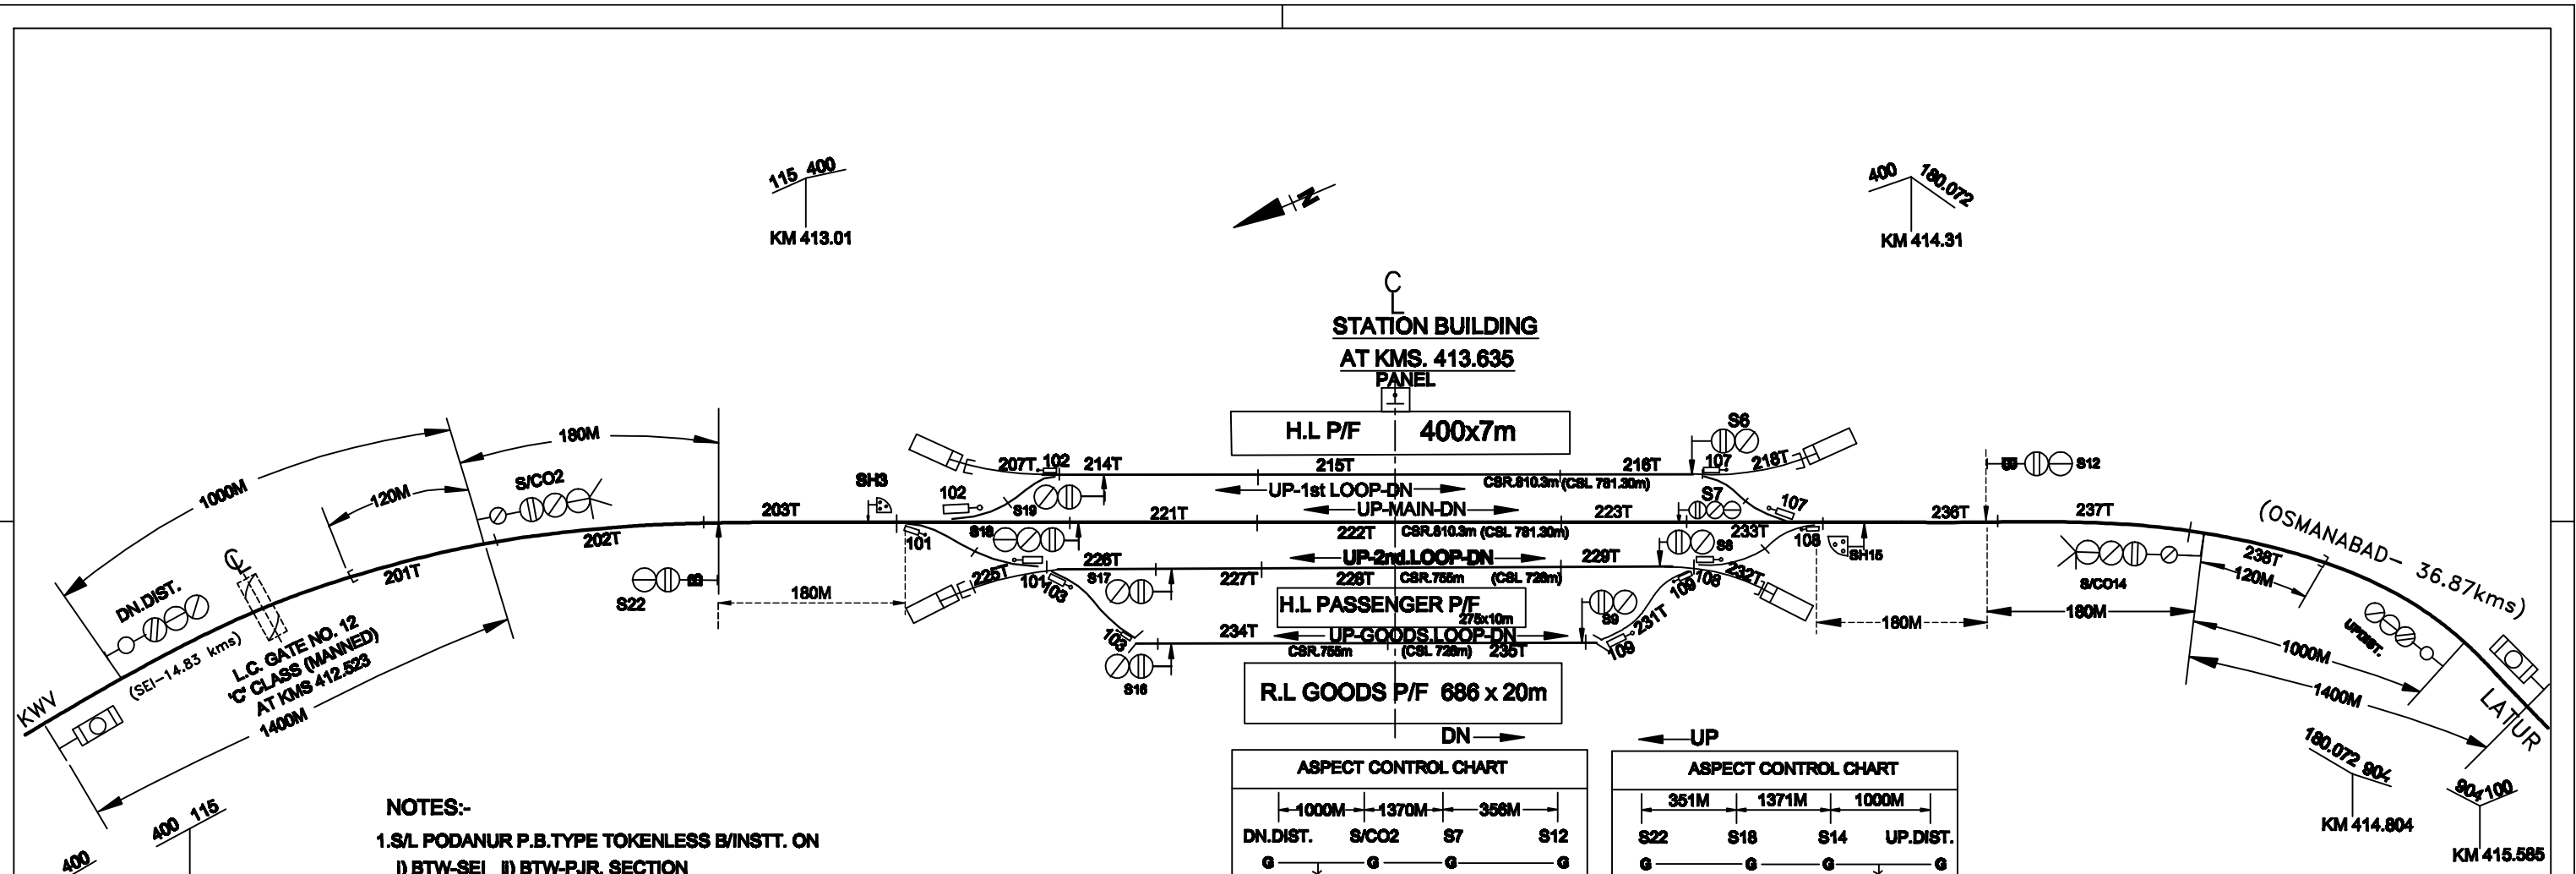 115 400
KM 413.01
N
400 180.072
KM 414.31
C
L
STATION BUILDING
AT KMS. 413.635
PANEL
H.L P/F 400x7m
S6
180M
1000M
120M
S/CO2
SH3
102
207T 102 214T
215T
216T
107
218T
S12
UP-1st LOOP-DN
CSR.810.3m (CSL 781.30m)
S19
S7
107
203T
UP-MAIN-DN
221T
223T
236T
237T
202T
101
S18
222T
CSR.810.3m (CSL 781.30m)
233T
108
SH15
(OSMANABAD- 36.87kms)
201T
S22
180M
225T
101
103
226T
S17
UP-2nd.LOOP-DN
227T
228T
CSR.755m (CSL 726m)
229T
S8
109
108
232T
S/CO14
238T
120M
DN.DIST.
C
L
(SEI-14.83 kms)
L.C. GATE NO. 12
'C' CLASS (MANNED)
AT KMS 412.523
1400M
KWV
H.L PASSENGER P/F
275x10m
S9
231T
180M
180M
103
234T
UP-GOODS.LOOP-DN
CSR.755m (CSL 726m) 235T
109
S16
UPDIST.
1000M
1400M
LATUR
R.L GOODS P/F 686 x 20m
DN
UP
180.072 904
KM 414.804
904 100
KM 415.585
400 115
400
NOTES:-
1.S/L PODANUR P.B.TYPE TOKENLESS B/INSTT. ON
i) BTW-SEI ii) BTW-PJR. SECTION
ASPECT CONTROL CHART
1000M 1370M 356M
DN.DIST. S/CO2 S7 S12
G G G G
ASPECT CONTROL CHART
351M 1371M 1000M
S22 S18 S14 UP.DIST.
G G G G